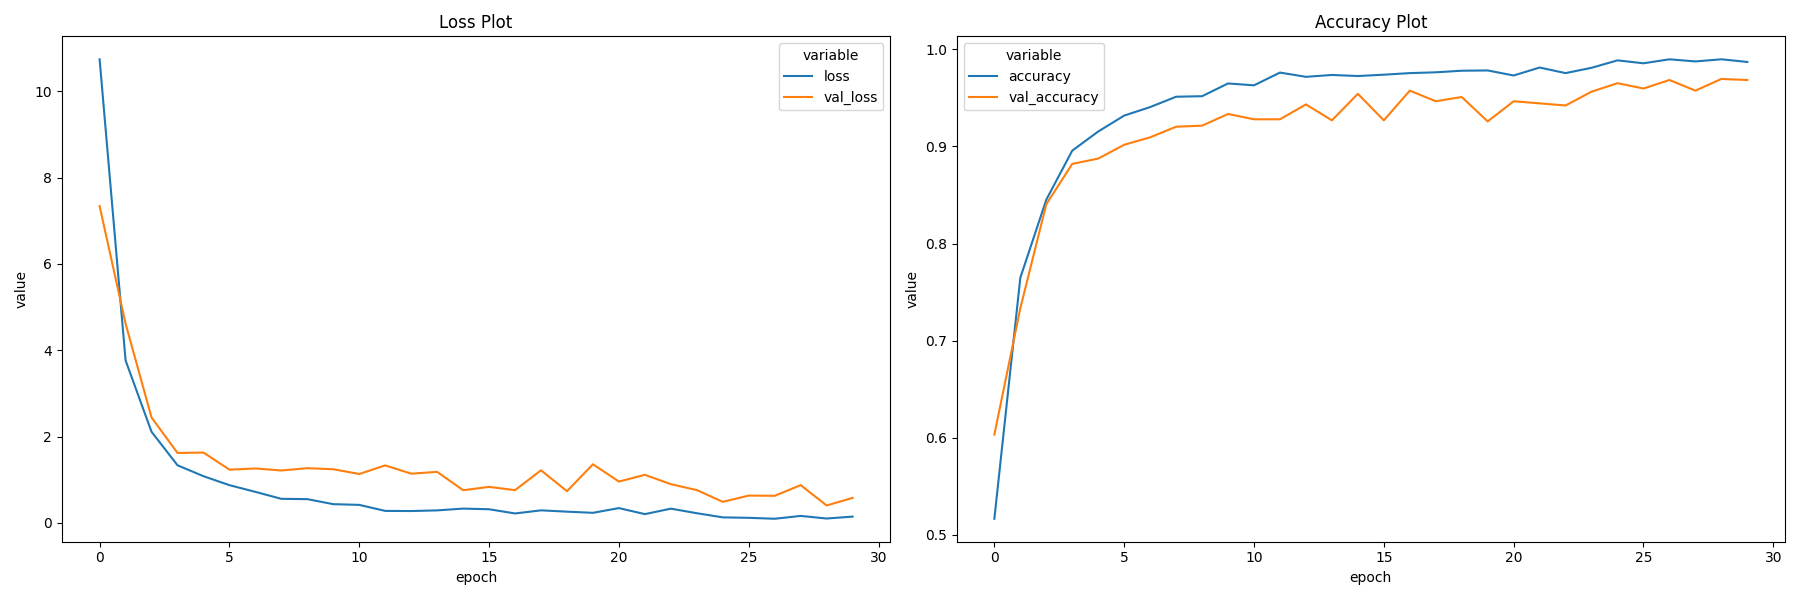 Loss Plot
variable
loss
val_loss
10
8
6
4
2
0
value
0 5 10 15 20 25 30
epoch
Accuracy Plot
variable
accuracy
val_accuracy
1.0
0.9
0.8
0.7
0.6
0.5
value
0 5 10 15 20 25 30
epoch